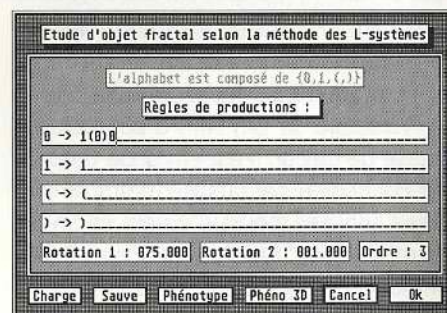 Etude d'objet fractal selon la méthode des L-systèmes
L'alphabet est composé de {0,1,(,)}
Règles de productions :
0 -> 1(0)0
1 -> 1
( -> (
) -> )
Rotation 1 : 075.000 Rotation 2 : 001.000 Ordre : 3
Charge Sauve Phénotype Phéno 3D Cancel Ok